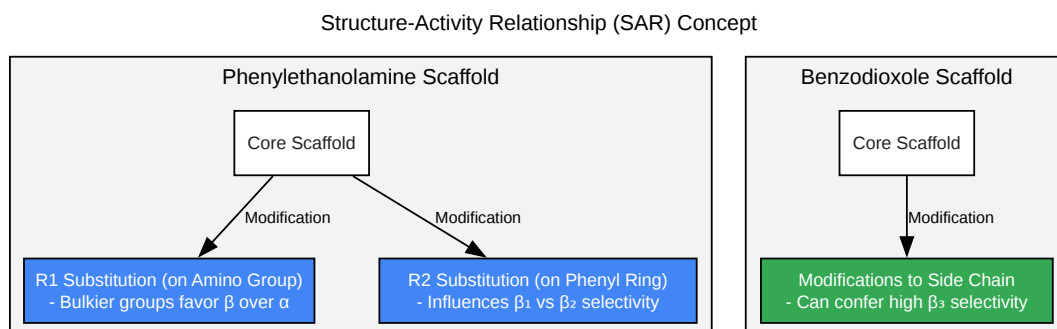 Structure-Activity Relationship (SAR) Concept
Phenylethanolamine Scaffold
Core Scaffold
Modification
Modification
R1 Substitution (on Amino Group)
- Bulkier groups favor β over α
R2 Substitution (on Phenyl Ring)
- Influences β₁ vs β₂ selectivity
Benzodioxole Scaffold
Core Scaffold
Modification
Modifications to Side Chain
- Can confer high β₃ selectivity